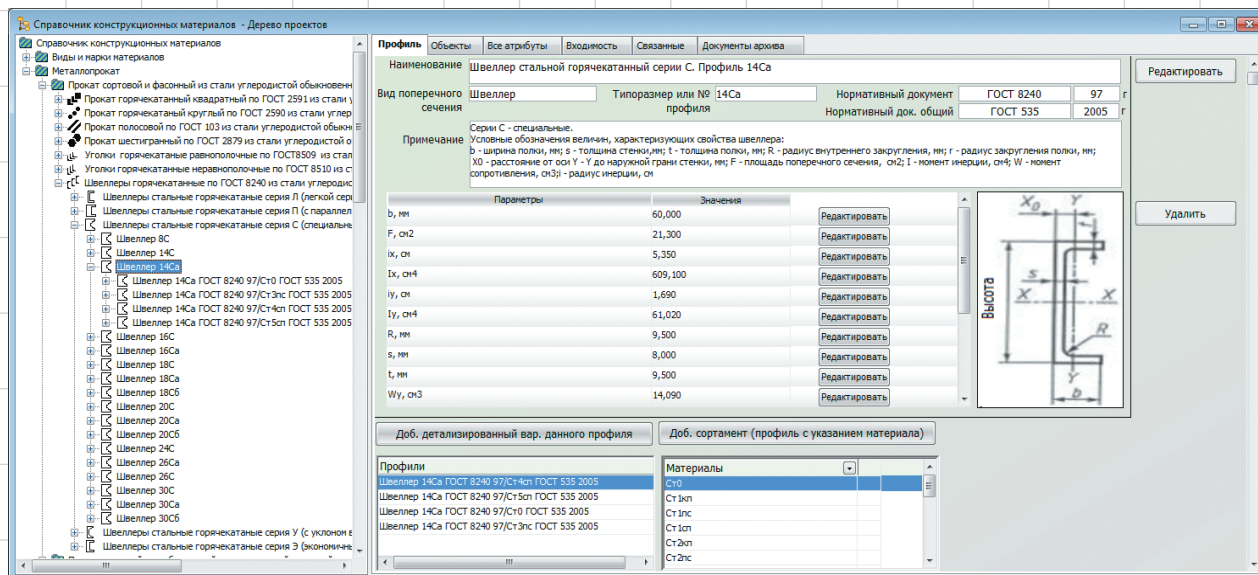 Справочник конструкционных материалов - Дерево проектов
Справочник конструкционных материалов
Виды и марки материалов
Металлопрокат
Прокат сортовой и фасонный из стали углеродистой обыкновенн
Прокат горячекатанный квадратный по ГОСТ 2591 из стали у
Прокат горячекатаный круглый по ГОСТ 2590 из стали углер
Прокат полосовой по ГОСТ 103 из стали углеродистой обыкн
Прокат шестигранный по ГОСТ 2879 из стали углеродистой о
Уголки горячекатаные равнополочные по ГОСТ8509 из стал
Уголки горячекатанные неравнополочные по ГОСТ 8510 из ст
Швеллеры горячекатанные по ГОСТ 8240 из стали углеродис
Швеллеры стальные горячекатаные серия Л (легкой сери
Швеллеры стальные горячекатаные серия П (с параллел
Швеллеры стальные горячекатаные серия С (специальнь
Швеллер 8С
Швеллер 14С
Швеллер 14Са
Швеллер 14Са ГОСТ 8240 97/Ст0 ГОСТ 535 2005
Швеллер 14Са ГОСТ 8240 97/Ст3пс ГОСТ 535 2005
Швеллер 14Са ГОСТ 8240 97/Ст4сп ГОСТ 535 2005
Швеллер 14Са ГОСТ 8240 97/Ст5сп ГОСТ 535 2005
Швеллер 16С
Швеллер 16Са
Швеллер 18С
Швеллер 18Са
Швеллер 18Сб
Швеллер 20С
Швеллер 20Са
Швеллер 20Сб
Швеллер 24С
Швеллер 26Са
Швеллер 26С
Швеллер 30С
Швеллер 30Са
Швеллер 30Сб
Швеллеры стальные горячекатаные серия У (с уклоном в
Швеллеры стальные горячекатаные серия Э (экономичнь
Профиль Объекты Все атрибуты Входимость Связанные Документы архива
Наименование Швеллер стальной горячекатанный серии С. Профиль 14Са
Редактировать
Вид поперечного сечения Швеллер Типоразмер или № профиля 14Са Нормативный документ ГОСТ 8240 97 г
Нормативный док. общий ГОСТ 535 2005 г
Примечание
Серии С - специальные.
Условные обозначения величин, характеризующих свойства швеллера:
b - ширина полки, мм; s - толщина стенки,мм; t - толщина полки, мм; R - радиус внутреннего закругления, мм; r - радиус закругления полки, мм;
X0 - расстояние от оси Y - Y до наружной грани стенки, мм; F - площадь поперечного сечения, см2; I - момент инерции, см4; W - момент
сопротивления, см3;i - радиус инерции, см
Параметры Значения
b, мм 60,000 Редактировать
F, см2 21,300 Редактировать
ix, см 5,350 Редактировать
Ix, см4 609,100 Редактировать
iy, см 1,690 Редактировать
Iy, см4 61,020 Редактировать
R, мм 9,500 Редактировать
s, мм 8,000 Редактировать
t, мм 9,500 Редактировать
Wy, см3 14,090 Редактировать
X0 Y
t
s
X X
Высота
R
Y
b
Удалить
Доб. детализированный вар. данного профиля Доб. сортамент (профиль с указанием материала)
Профили
Швеллер 14Са ГОСТ 8240 97/Ст4сп ГОСТ 535 2005
Швеллер 14Са ГОСТ 8240 97/Ст5сп ГОСТ 535 2005
Швеллер 14Са ГОСТ 8240 97/Ст0 ГОСТ 535 2005
Швеллер 14Са ГОСТ 8240 97/Ст3пс ГОСТ 535 2005
Материалы
Ст0
Ст1кп
Ст1пс
Ст1сп
Ст2кп
Ст2пс